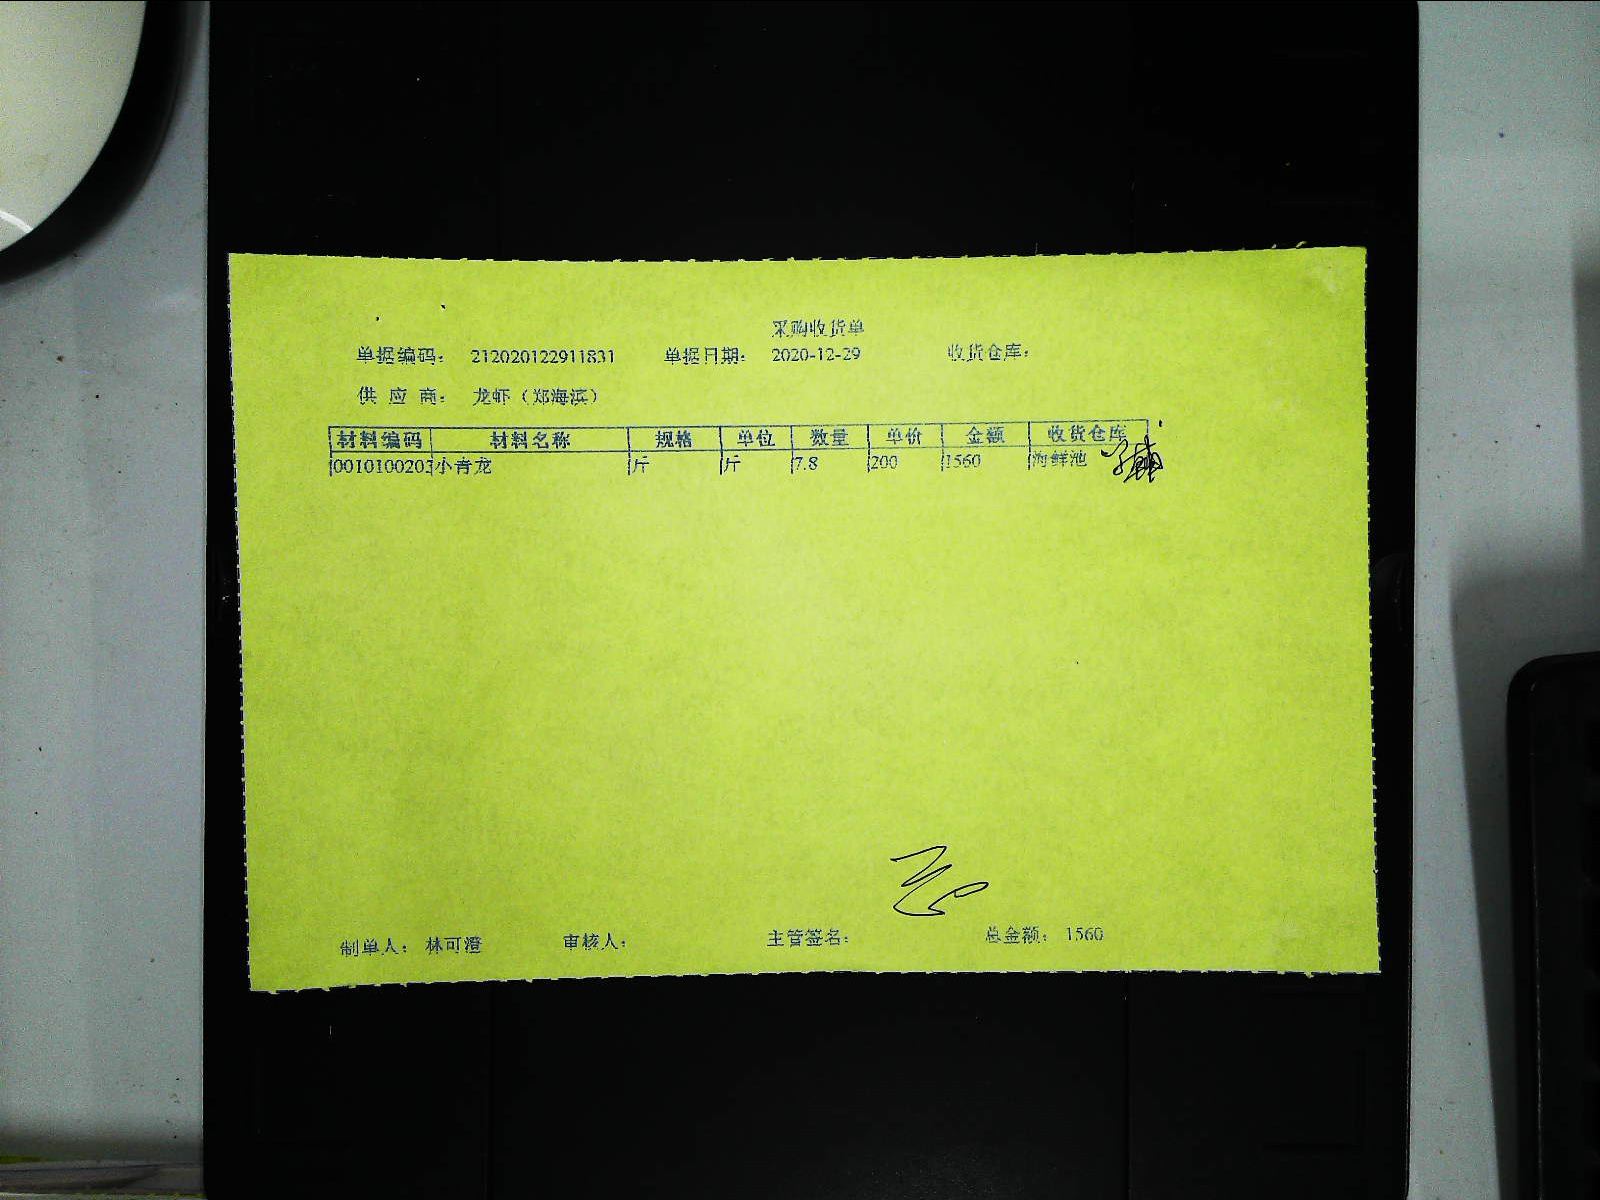 采购收货单
单据编码： 212020122911831 单据日期： 2020-12-29 收货仓库：
供 应 商： 龙虾（郑海滨）
材料编码 材料名称 规格 单位 数量 单价 金额 收货仓库
0010100203 小青龙 斤 斤 7.8 200 1560 海鲜池
制单人： 林可澄 审核人： 主管签名： 总金额： 1560